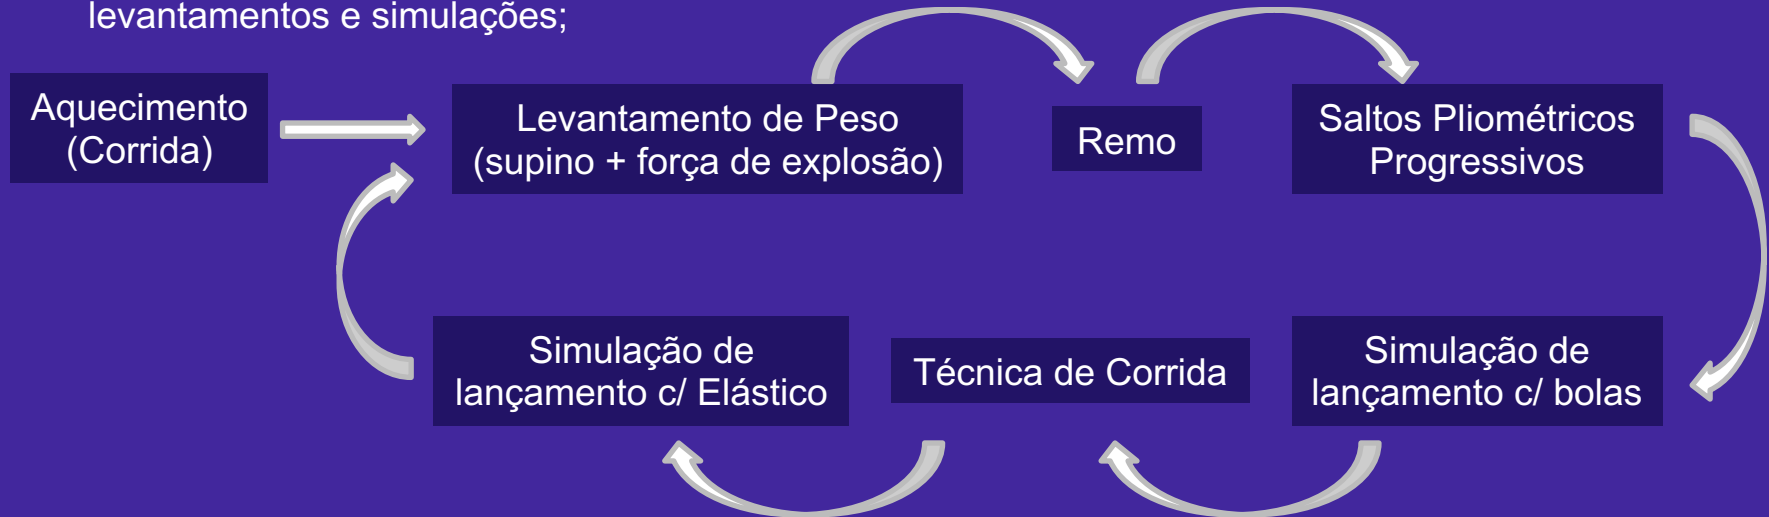 levantamentos e simulações;
Aquecimento
(Corrida)
Levantamento de Peso
(supino + força de explosão)
Remo
Saltos Pliométricos
Progressivos
Simulação de
lançamento c/ bolas
Técnica de Corrida
Simulação de
lançamento c/ Elástico